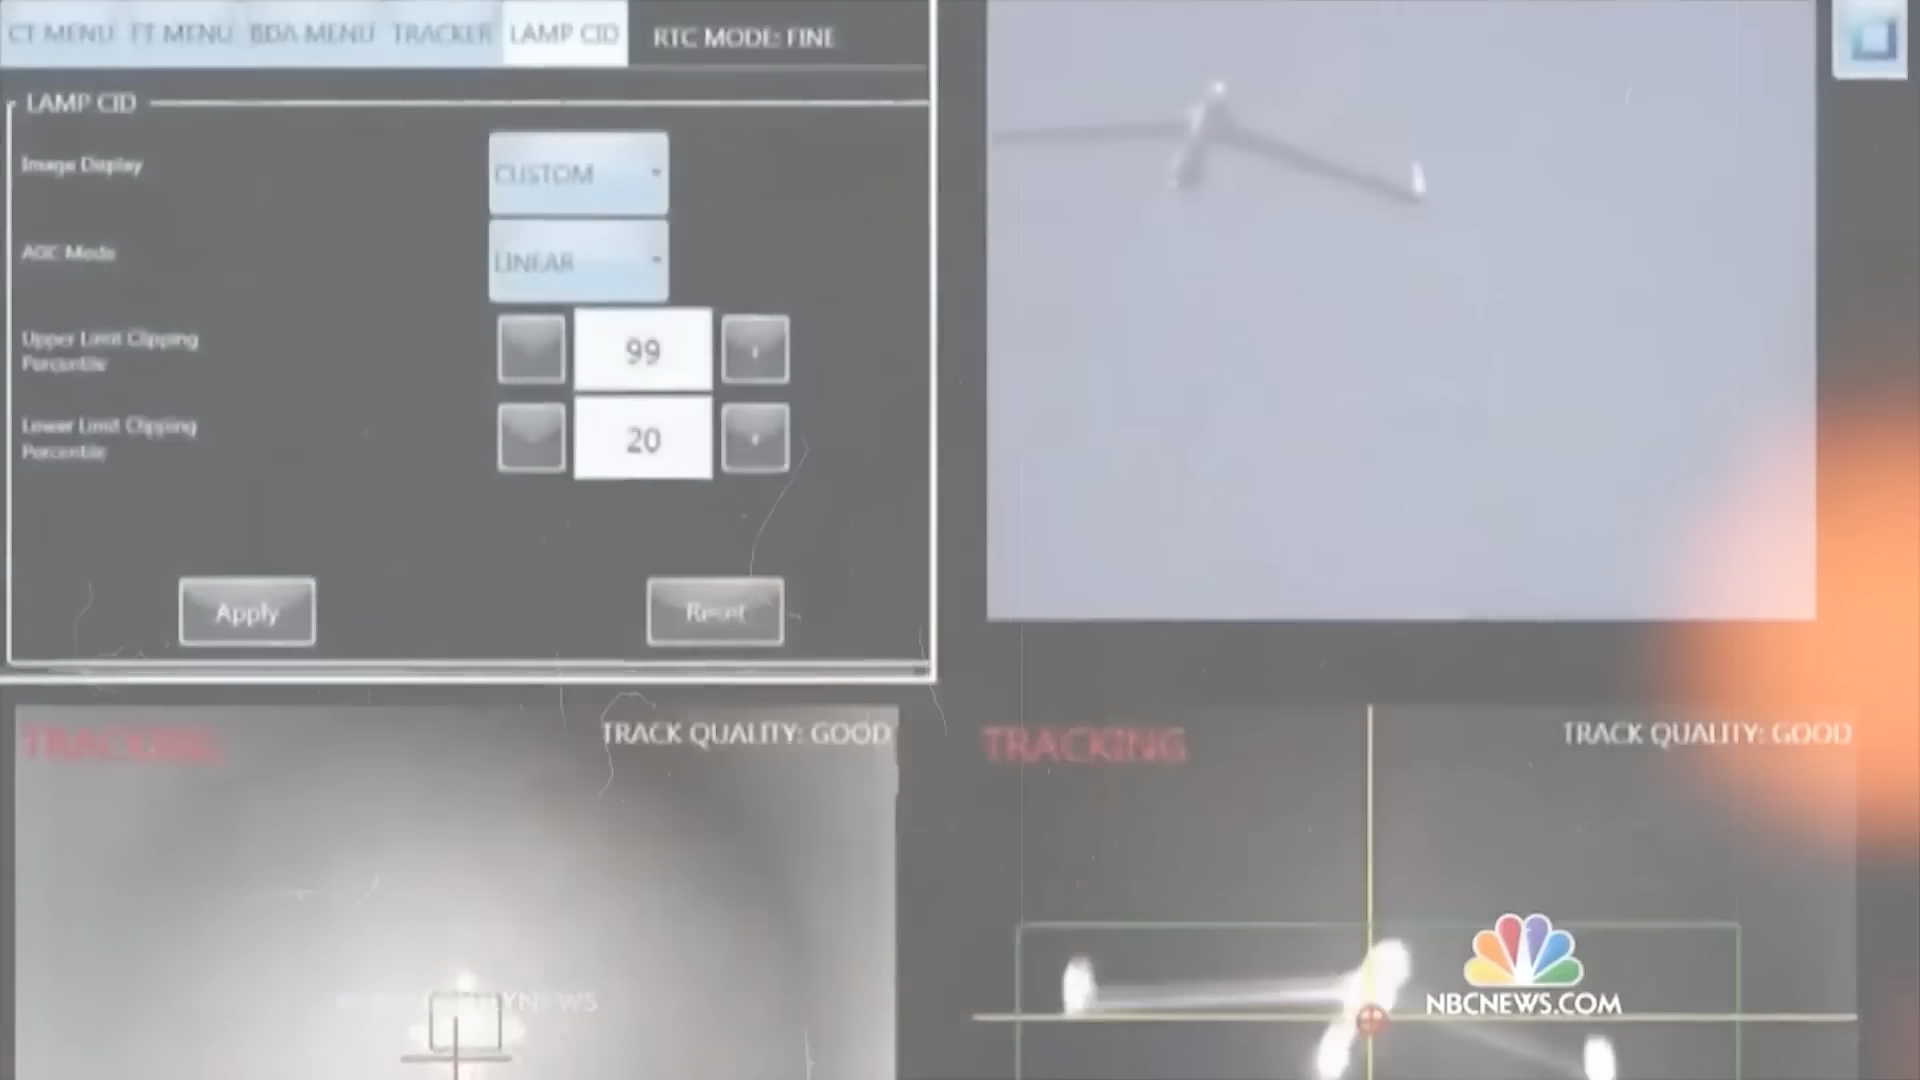 CT MENU FT MENU BDA MENU TRACKER LAMP CID RTC MODE: FINE
LAMP CID
Image Display
CUSTOM
AGC Mode
LINEAR
Upper Limit Clipping
Percentile
99
Lower Limit Clipping
Percentile
20
Apply Reset
TRACKING TRACK QUALITY: GOOD
TRACKING TRACK QUALITY: GOOD
NEWS
NBCNEWS.COM